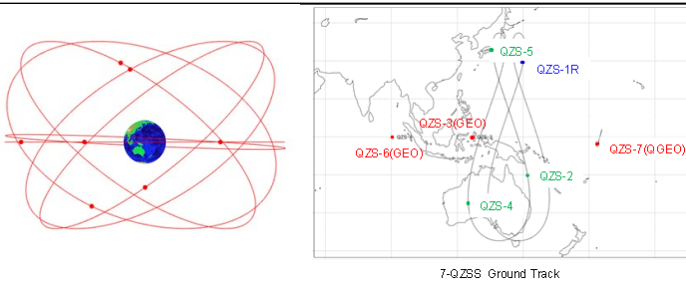 QZS-5
QZS-1R
QZS-3(GEO)
QZS-6(GEO)
QZS-7(QGEO)
QZS-2
QZS-4
7-QZSS Ground Track